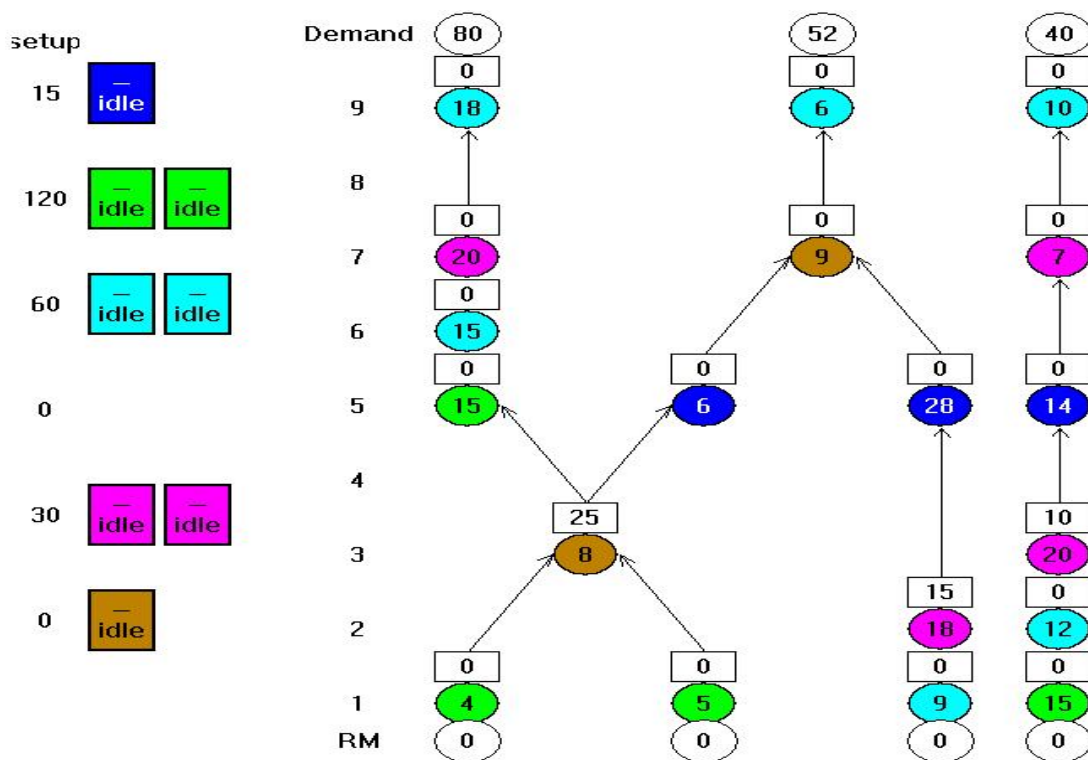 setup
Demand 80 52 40
0 0 0
15 — idle
9 18 6 10
8
120 — idle — idle
0 0 0
7 20 9 7
60 — idle — idle
0
6 15
0 0 0 0
0
5 15 6 28 14
4
30 — idle — idle
25 10
3 8 20
0 — idle
15 0
2 18 12
0 0 0 0
1 4 5 9 15
RM 0 0 0 0